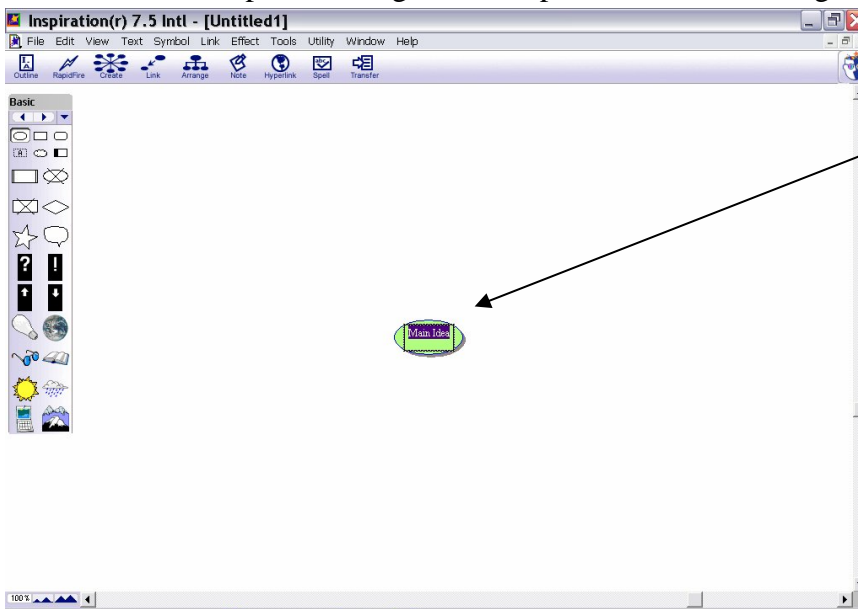 Inspiration(r) 7.5 Intl - [Untitled1]
File Edit View Text Symbol Link Effect Tools Utility Window Help
Outline RapidFire Create Link Arrange Note Hyperlink Spell Transfer
Basic
A
? !
Main Idea
100%